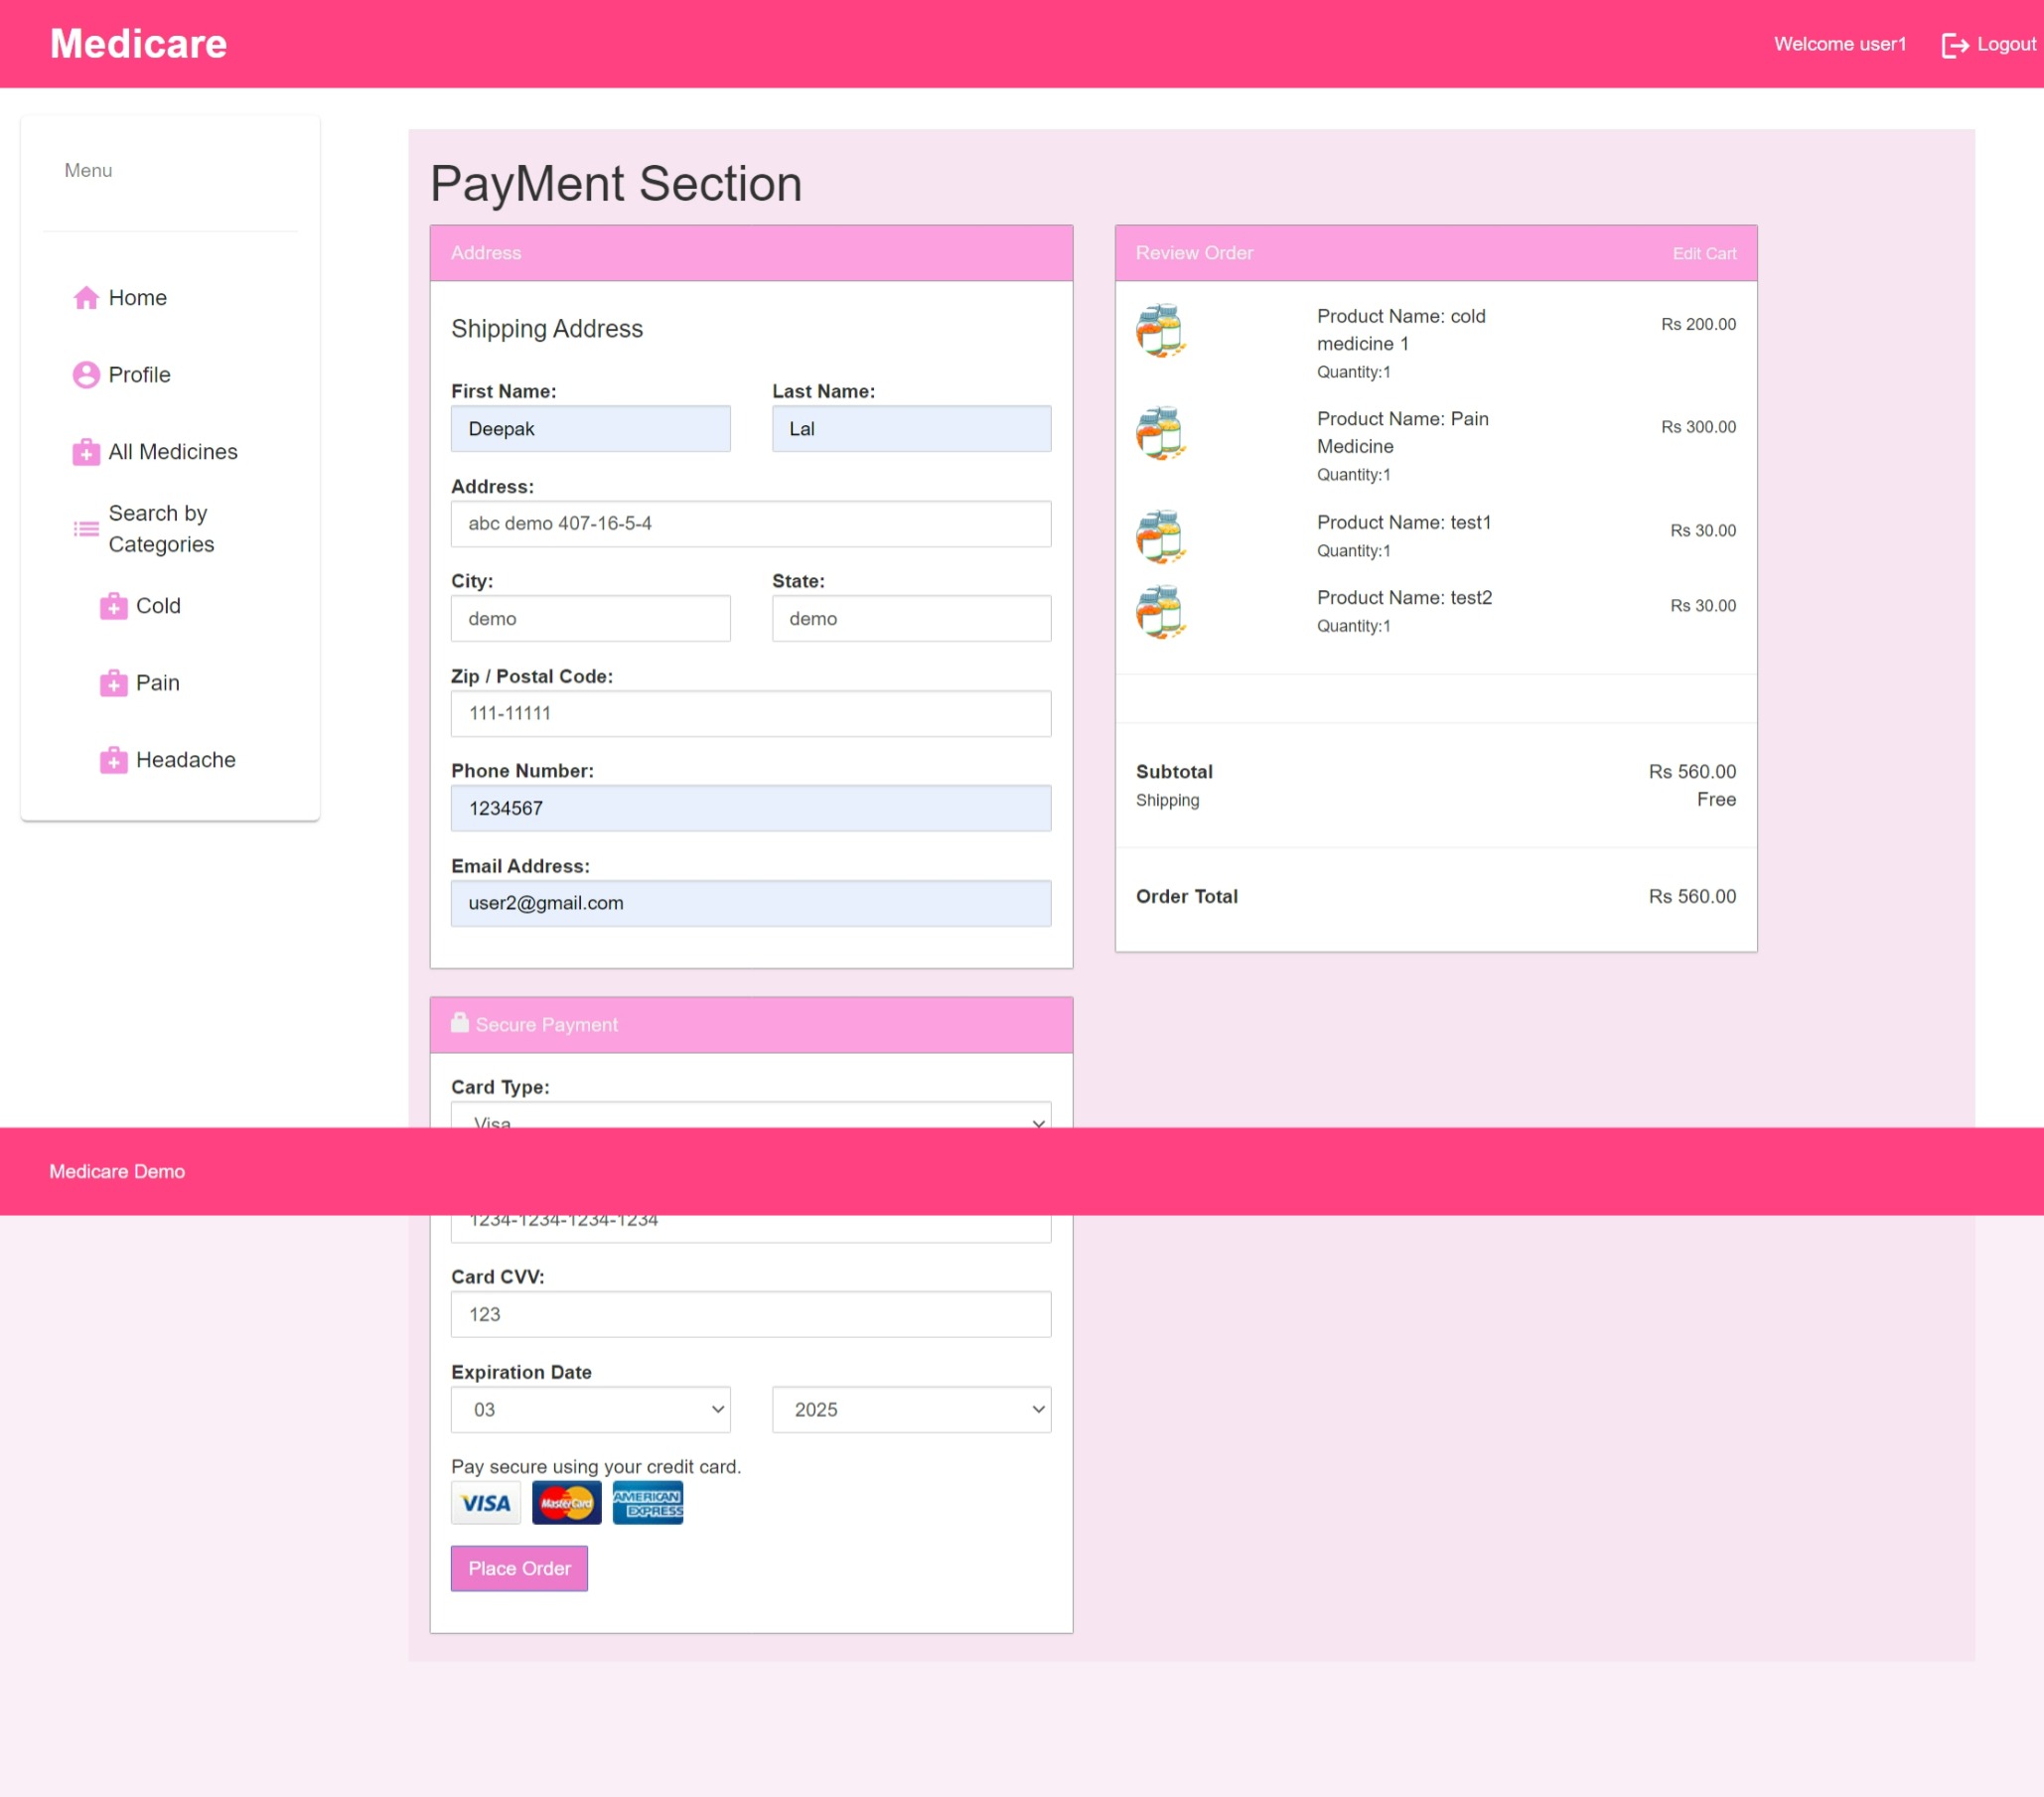 Medicare
Welcome user1
Logout
Menu
Home
Profile
All Medicines
Search by
Categories
Cold
Pain
Headache
PayMent Section
Address
Shipping Address
First Name:
Last Name:
Deepak
Lal
Address:
abc demo 407-16-5-4
City:
State:
demo
demo
Zip / Postal Code:
111-11111
Phone Number:
1234567
Email Address:
user2@gmail.com
Review Order
Edit Cart
Product Name: cold
medicine 1
Quantity:1
Rs 200.00
Product Name: Pain
Medicine
Quantity:1
Rs 300.00
Product Name: test1
Quantity:1
Rs 30.00
Product Name: test2
Quantity:1
Rs 30.00
Subtotal
Rs 560.00
Shipping
Free
Order Total
Rs 560.00
Secure Payment
Card Type:
Visa
Medicare Demo
1234-1234-1234-1234
Card CVV:
123
Expiration Date
03
2025
Pay secure using your credit card.
VISA
MasterCard
AMERICAN
EXPRESS
Place Order